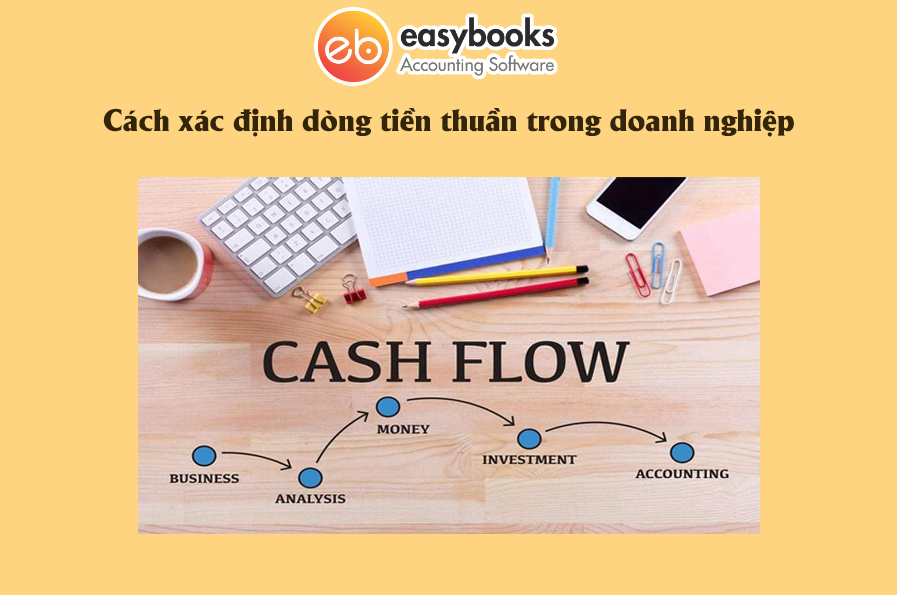 eb easybooks
Accounting Software
Cách xác định dòng tiền thuần trong doanh nghiệp
CASH FLOW
MONEY
BUSINESS
ANALYSIS
INVESTMENT
ACCOUNTING